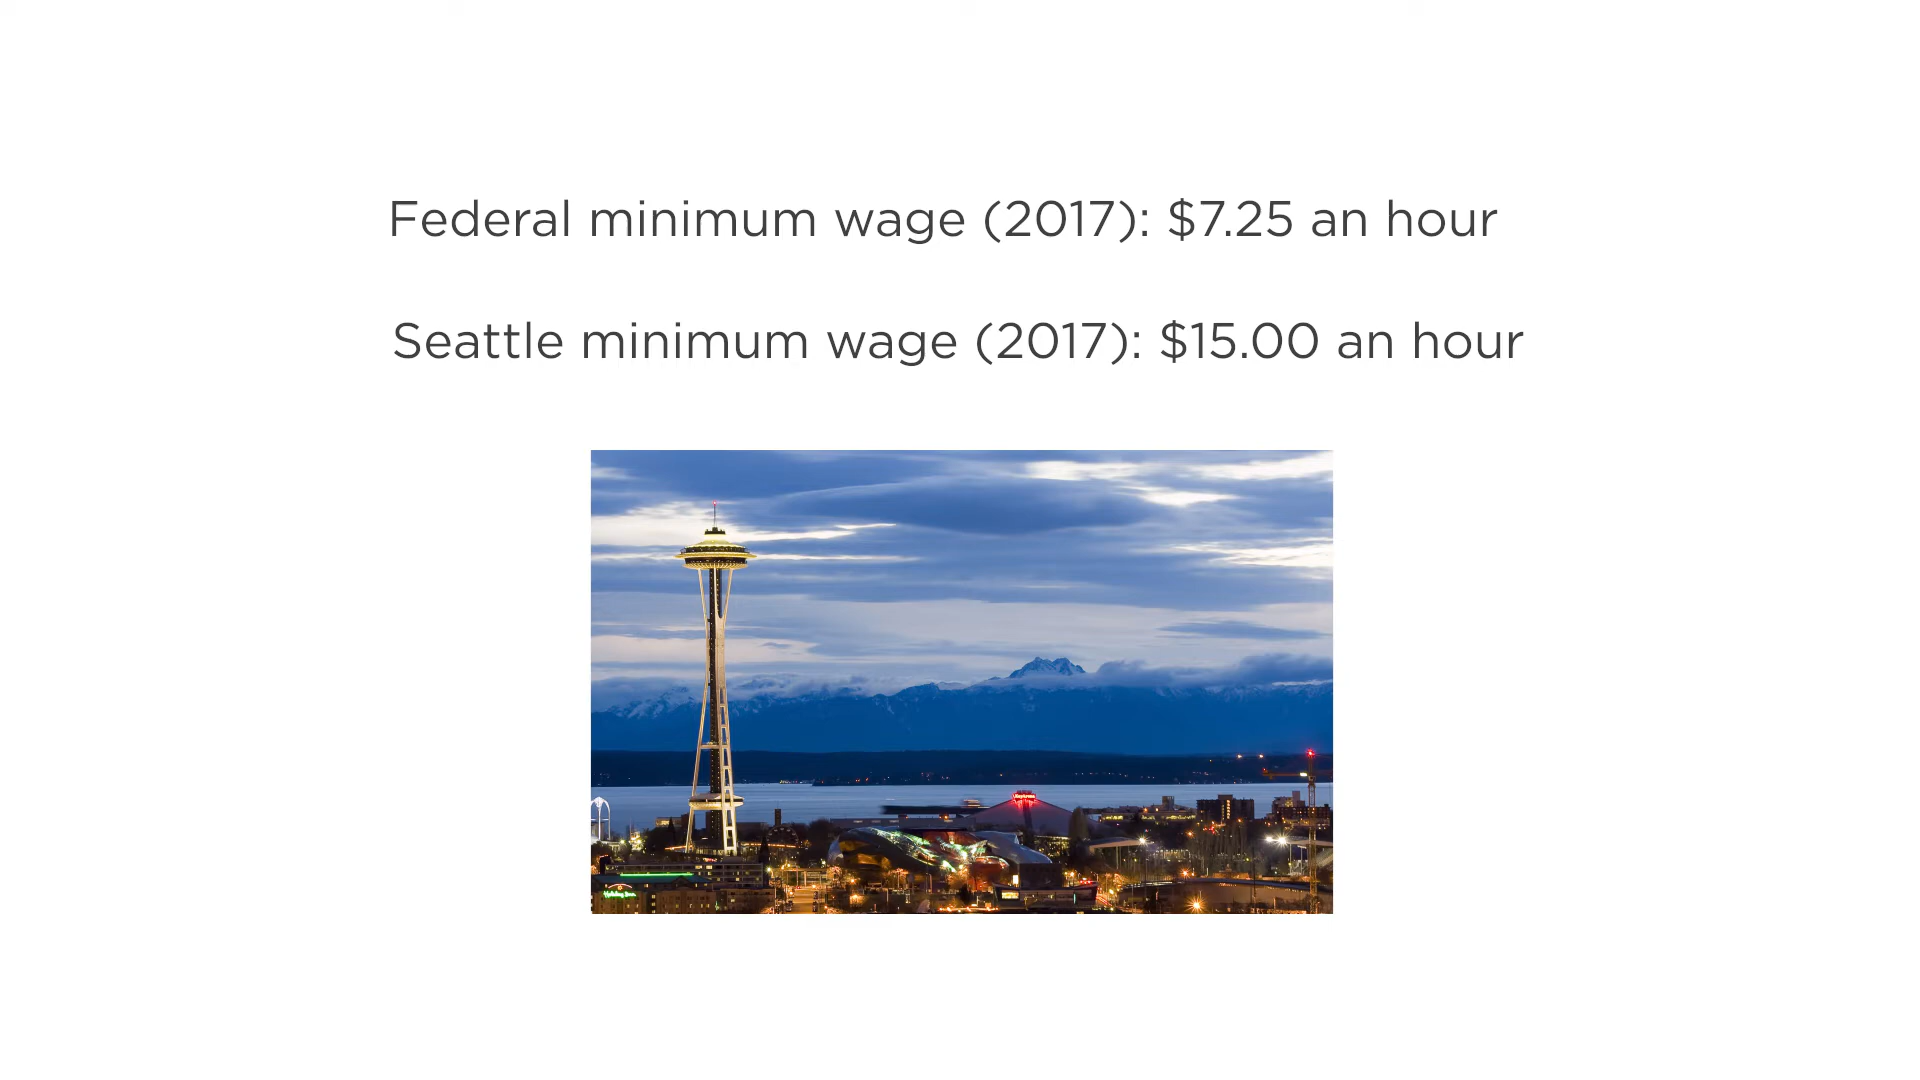 Federal minimum wage (2017): $7.25 an hour
Seattle minimum wage (2017): $15.00 an hour